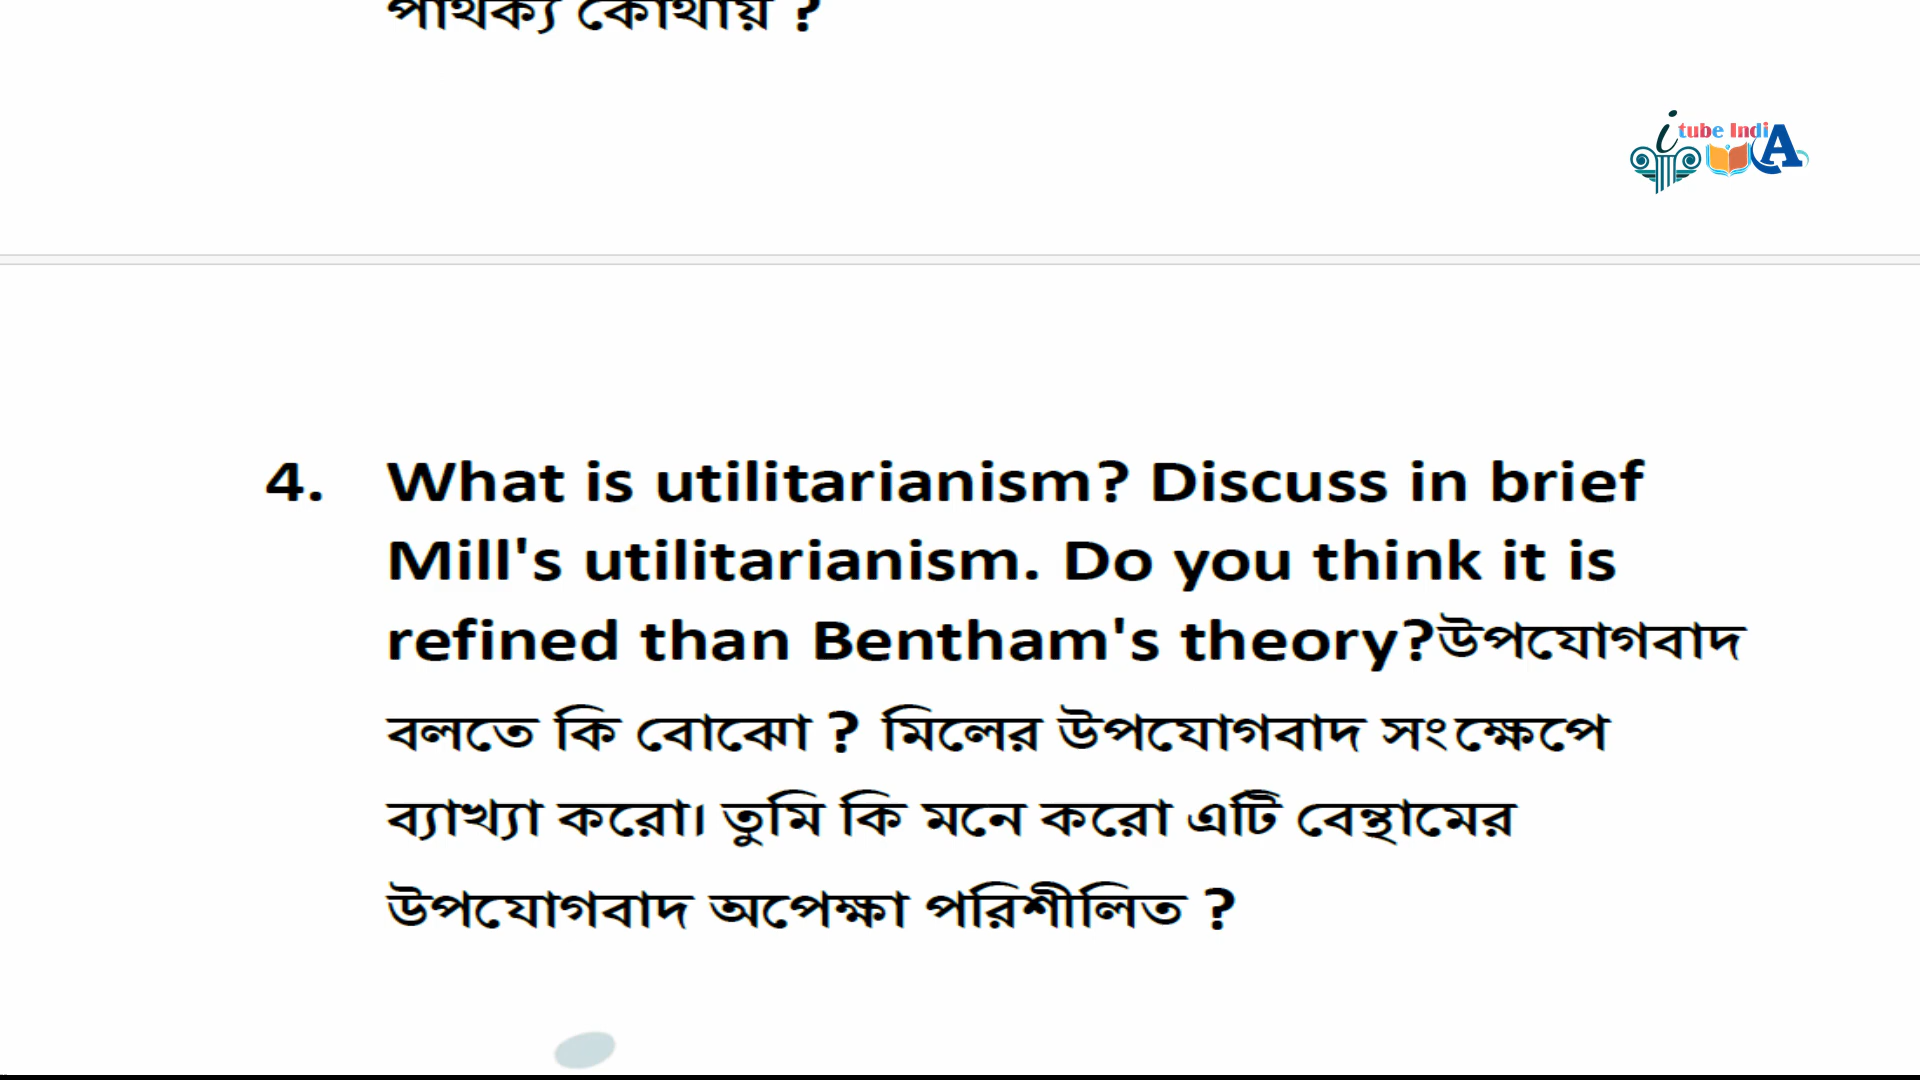 পার্থক্য কোথায় ?
i tube IndiA
4. What is utilitarianism? Discuss in brief
Mill's utilitarianism. Do you think it is
refined than Bentham's theory?উপযোগবাদ
বলতে কি বোঝো ? মিলের উপযোগবাদ সংক্ষেপে
ব্যাখ্যা করো। তুমি কি মনে করো এটি বেন্থামের
উপযোগবাদ অপেক্ষা পরিশীলিত ?